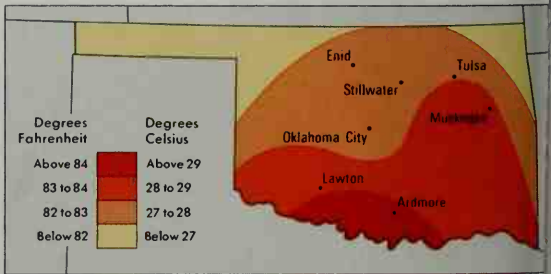 Enid
Tulsa
Stillwater
Muskogee
Oklahoma City
Lawton
Ardmore
Degrees Fahrenheit
Degrees Celsius
Above 84
Above 29
83 to 84
28 to 29
82 to 83
27 to 28
Below 82
Below 27